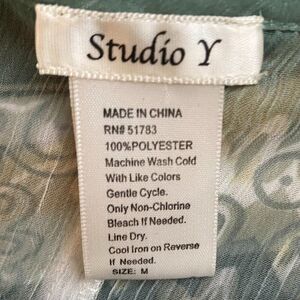 Studio Y
MADE IN CHINA
RN# 51783
100%POLYESTER
Machine Wash Cold
With Like Colors
Gentle Cycle.
Only Non-Chlorine
Bleach If Needed.
Line Dry.
Cool Iron on Reverse
If Needed.
SIZE: M